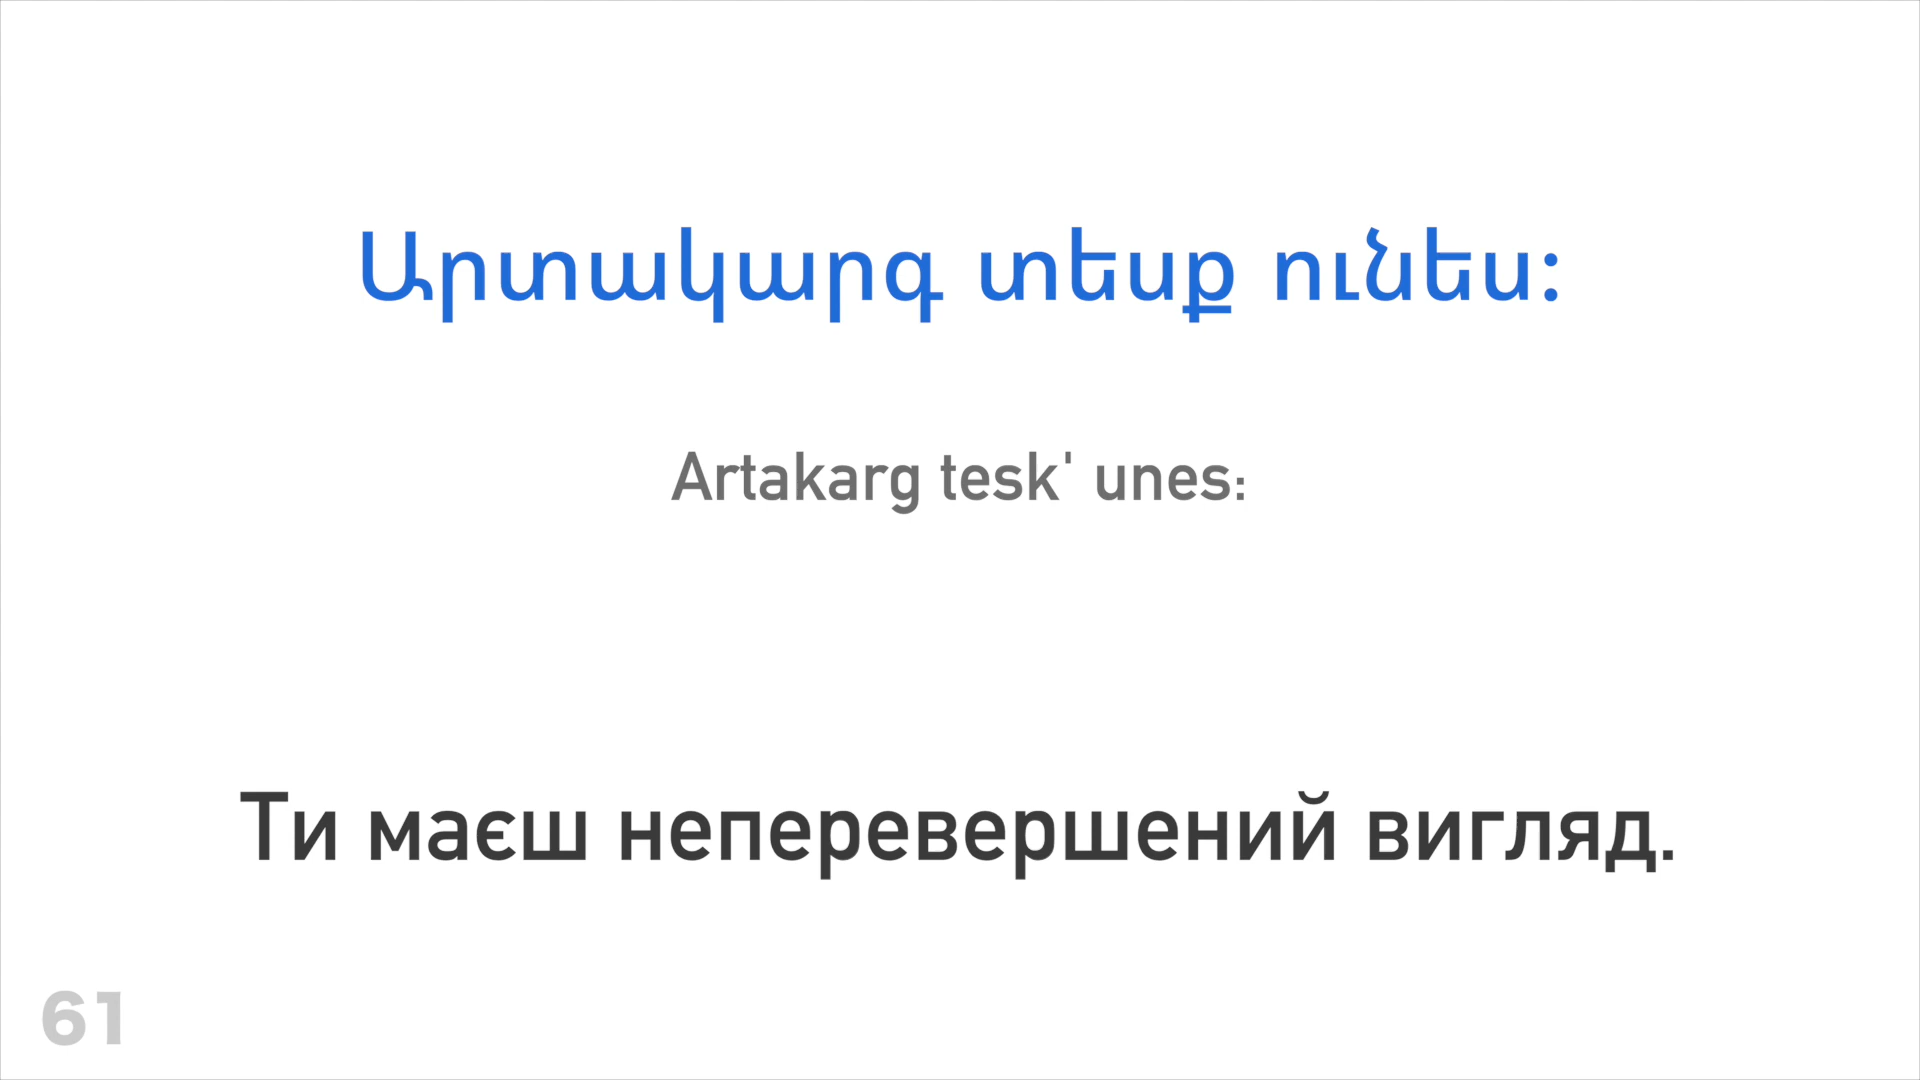 Արտակարգ տեսք ունես:
Artakarg tesk' unes:
Ти маєш неперевершений вигляд.
61